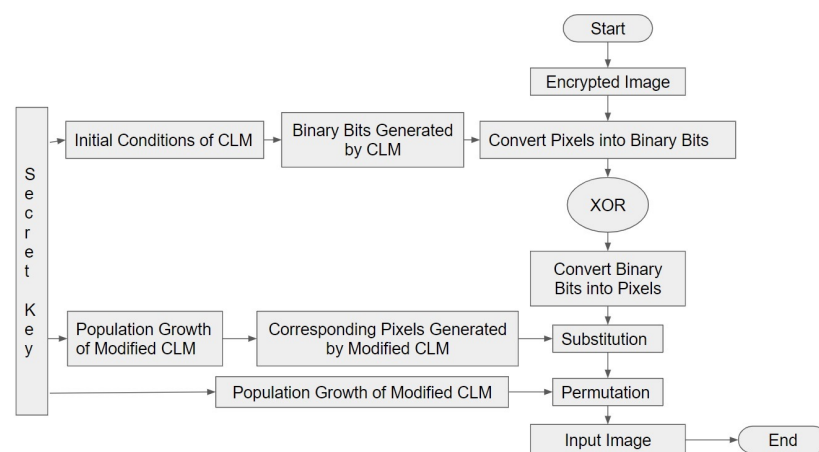 Start
Encrypted Image
Initial Conditions of CLM
Binary Bits Generated
by CLM
Convert Pixels into Binary Bits
Secret Key
XOR
Convert Binary
Bits into Pixels
Population Growth
of Modified CLM
Corresponding Pixels Generated
by Modified CLM
Substitution
Population Growth of Modified CLM
Permutation
Input Image
End